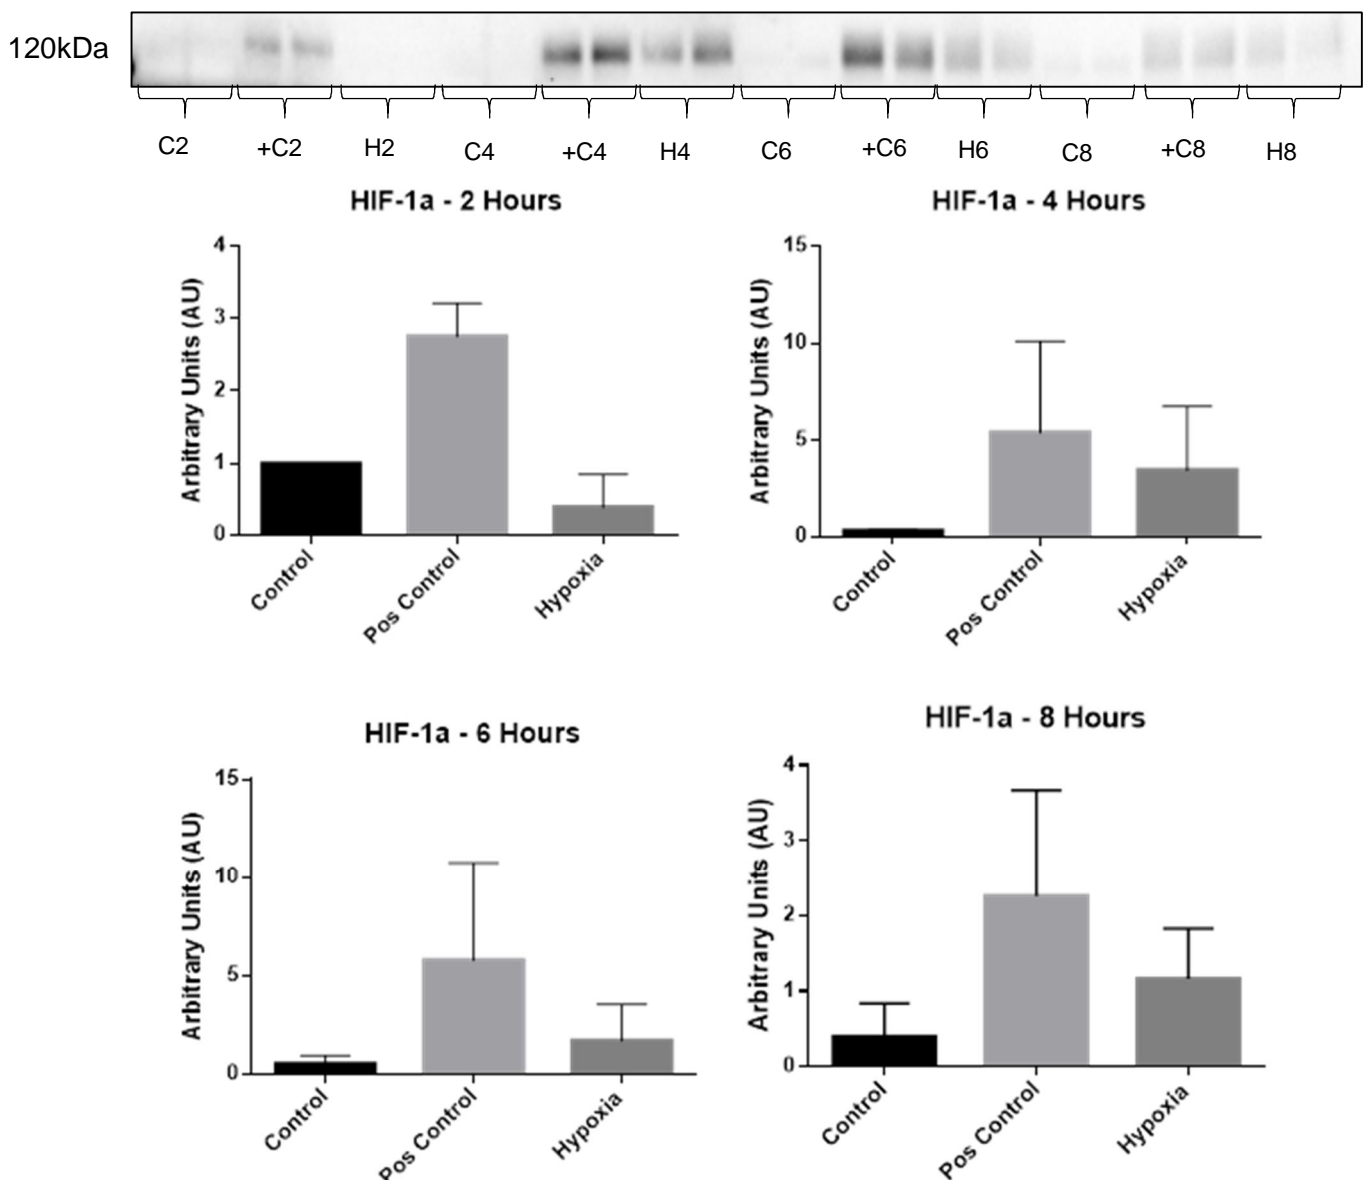 120kDa
C2 +C2 H2 C4 +C4 H4 C6 +C6 H6 C8 +C8 H8
HIF-1a - 2 Hours
Arbitrary Units (AU)
4
3
2
1
0
Control
Pos Control
Hypoxia
HIF-1a - 4 Hours
Arbitrary Units (AU)
15
10
5
0
Control
Pos Control
Hypoxia
HIF-1a - 6 Hours
Arbitrary Units (AU)
15
10
5
0
Control
Pos Control
Hypoxia
HIF-1a - 8 Hours
Arbitrary Units (AU)
4
3
2
1
0
Control
Pos Control
Hypoxia